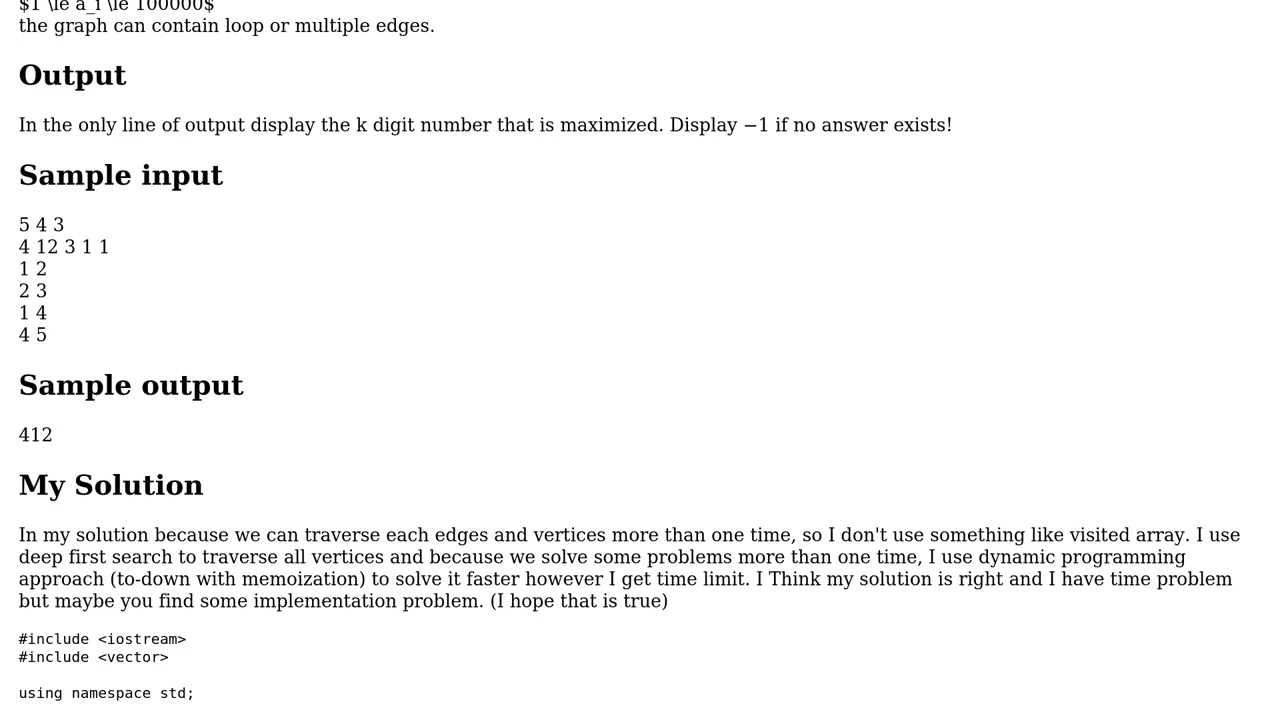 $1 \le a_i \le 100000$
the graph can contain loop or multiple edges.
Output
In the only line of output display the k digit number that is maximized. Display −1 if no answer exists!
Sample input
5 4 3
4 12 3 1 1
1 2
2 3
1 4
4 5
Sample output
412
My Solution
In my solution because we can traverse each edges and vertices more than one time, so I don't use something like visited array. I use
deep first search to traverse all vertices and because we solve some problems more than one time, I use dynamic programming
approach (to-down with memoization) to solve it faster however I get time limit. I Think my solution is right and I have time problem
but maybe you find some implementation problem. (I hope that is true)
#include <iostream>
#include <vector>
using namespace std;